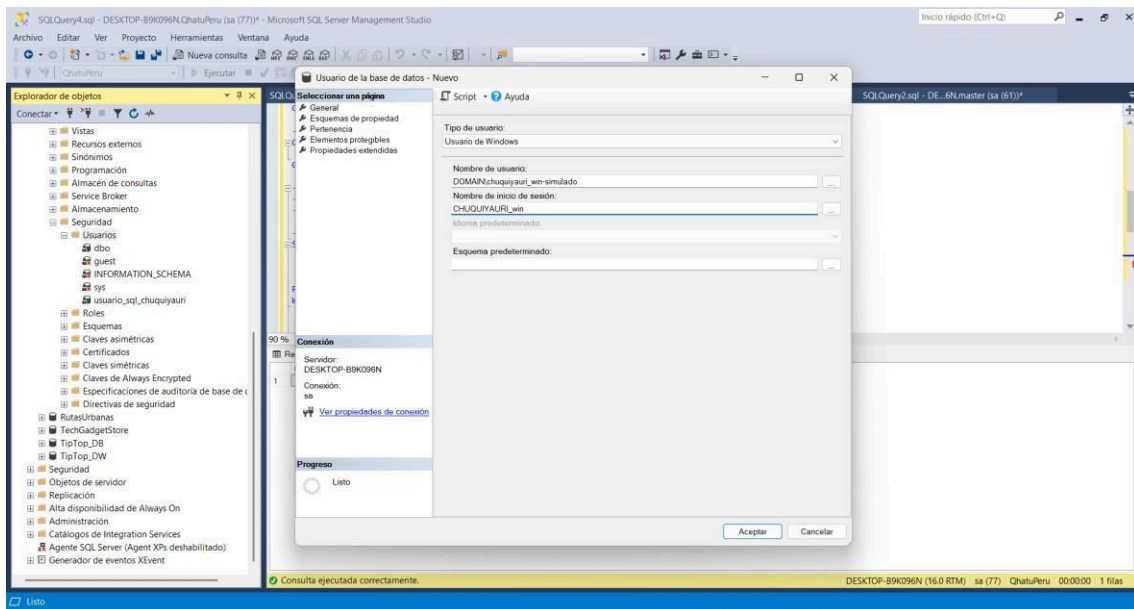 SQLQuery4.sql - DESKTOP-B9K096N.QhatuPeru (sa (77))* - Microsoft SQL Server Management Studio
Inicio rápido (Ctrl+Q)
Archivo Editar Ver Proyecto Herramientas Ventana Ayuda
Nueva consulta
QhatuPeru
Ejecutar
Explorador de objetos
Conectar
Vistas
Recursos externos
Sinónimos
Programación
Almacén de consultas
Service Broker
Almacenamiento
Seguridad
Usuarios
dbo
guest
INFORMATION_SCHEMA
sys
usuario_sql_chuquiyauri
Roles
Esquemas
Claves asimétricas
Certificados
Claves simétricas
Claves de Always Encrypted
Especificaciones de auditoría de base de
Directivas de seguridad
RutasUrbanas
TechGadgetStore
TipTop_DB
TipTop_DW
Seguridad
Objetos de servidor
Replicación
Alta disponibilidad de Always On
Administración
Catálogos de Integration Services
Agente SQL Server (Agent XPs deshabilitado)
Generador de eventos XEvent
SQLQuery2.sql - DE...6N.master (sa (61))*
90 %
1
Usuario de la base de datos - Nuevo
Seleccionar una página
General
Esquemas de propiedad
Pertenencia
Elementos protegibles
Propiedades extendidas
Script
Ayuda
Tipo de usuario:
Usuario de Windows
Nombre de usuario:
DOMAIN\chuquiyauri_win-simulado
...
Nombre de inicio de sesión:
CHUQUIYAURI_win
...
Idioma predeterminado:
Esquema predeterminado:
...
Conexión
Servidor:
DESKTOP-B9K096N
Conexión:
sa
Ver propiedades de conexión
Progreso
Listo
Aceptar
Cancelar
Consulta ejecutada correctamente.
DESKTOP-B9K096N (16.0 RTM) sa (77) QhatuPeru 00:00:00 1 filas
Listo